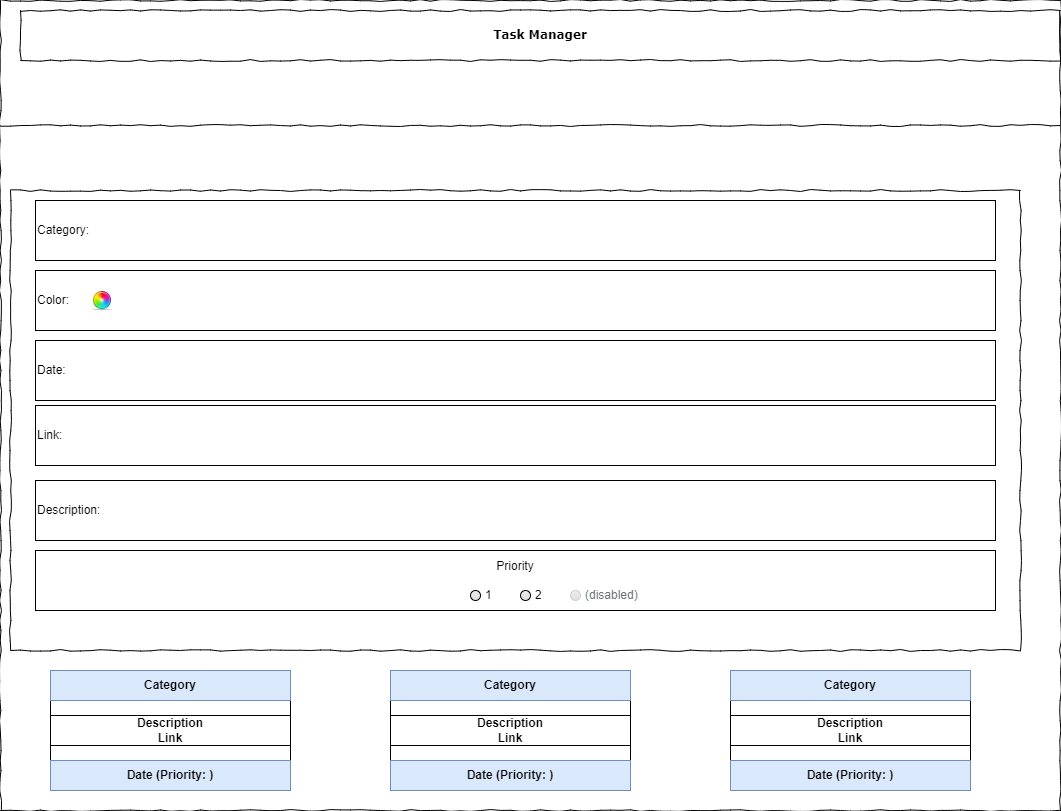 Task Manager
Category:
Color:
Date:
Link:
Description:
Priority
1 2 (disabled)
Category Category Category
Description Description Description
Link Link Link
Date (Priority: ) Date (Priority: ) Date (Priority: )